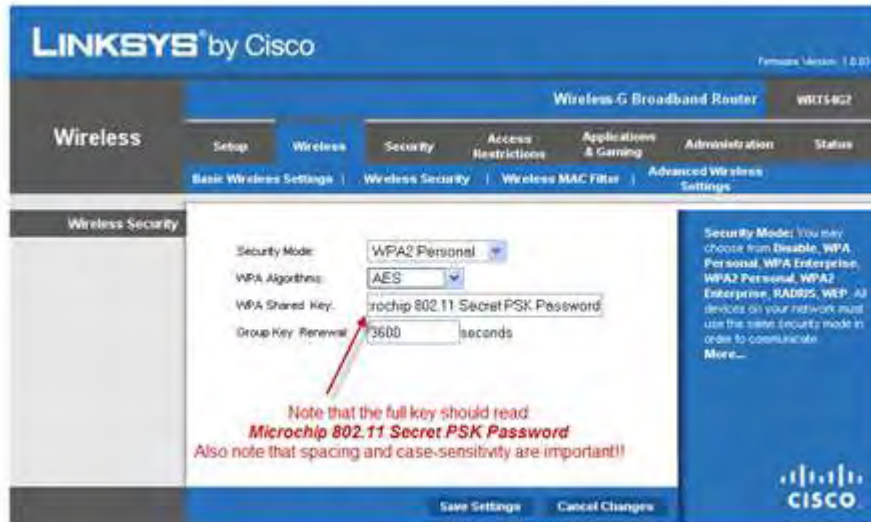 LINKSYS® by Cisco
Firmware Version: 1.0.0
Wireless-G Broadband Router
WRT54G2
Wireless
Setup
Wireless
Security
Access Restrictions
Applications & Gaming
Administration
Status
Basic Wireless Settings |
Wireless Security |
Wireless MAC Filter |
Advanced Wireless Settings
Wireless Security
Security Mode:
WPA2 Personal
WPA Algorithms:
AES
WPA Shared Key:
rochip 802.11 Secret PSK Password
Group Key Renewal:
3600
seconds
Note that the full key should read
Microchip 802.11 Secret PSK Password
Also note that spacing and case-sensitivity are important!!
Security Mode: You may
choose from Disable, WPA
Personal, WPA Enterprise,
WPA2 Personal, WPA2
Enterprise, RADIUS, WEP. All
devices on your network must
use the same security mode in
order to communicate.
More...
Save Settings
Cancel Changes
CISCO